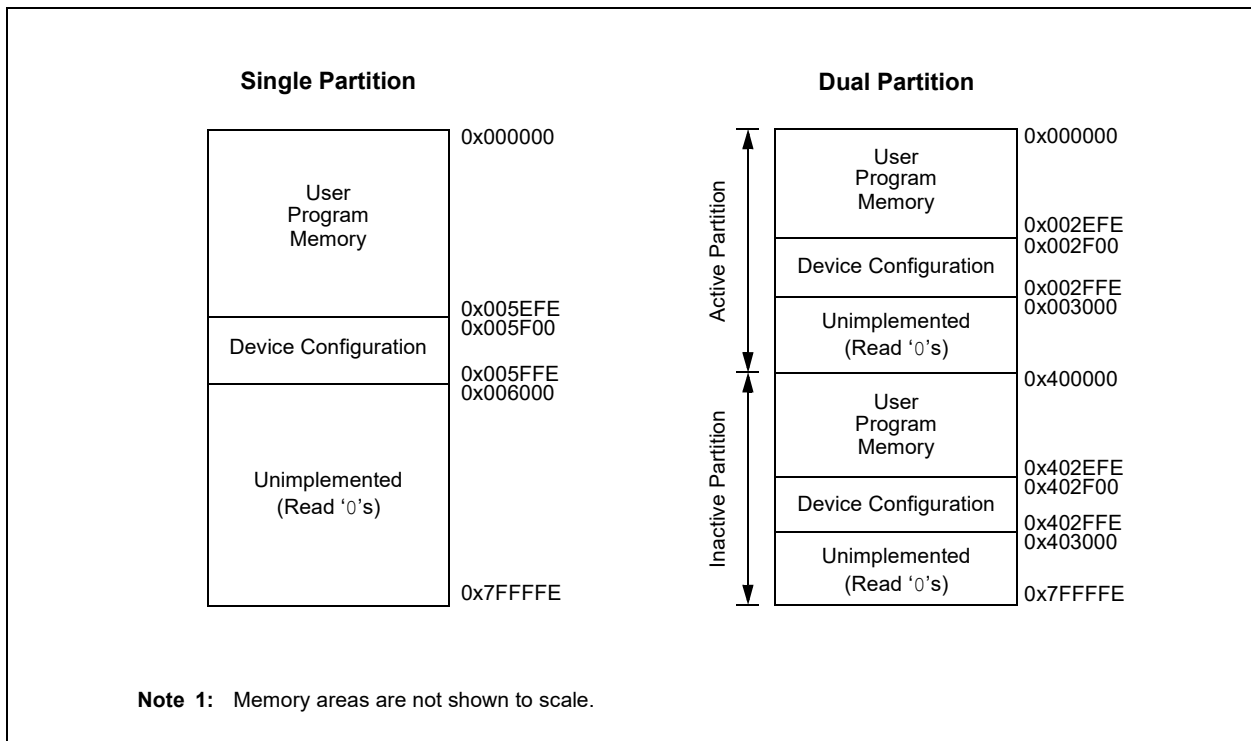 Single Partition
0x000000
User
Program
Memory
0x005EFE
0x005F00
Device Configuration
0x005FFE
0x006000
Unimplemented
(Read ‘0’s)
0x7FFFFE
Dual Partition
Active Partition
0x000000
User
Program
Memory
0x002EFE
0x002F00
Device Configuration
0x002FFE
0x003000
Unimplemented
(Read ‘0’s)
Inactive Partition
0x400000
User
Program
Memory
0x402EFE
0x402F00
Device Configuration
0x402FFE
0x403000
Unimplemented
(Read ‘0’s)
0x7FFFFE
Note 1: Memory areas are not shown to scale.